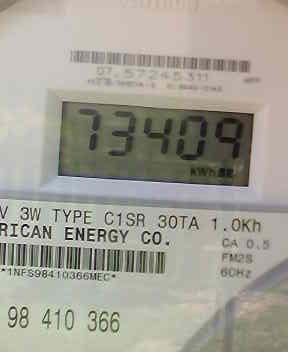 07.57245311
73409
kWh
V 3W TYPE C1SR 30TA 1.0Kh
RICAN ENERGY CO.
CA 0.5
FM2S
60Hz
*1NFS98410366MEC*
98 410 366